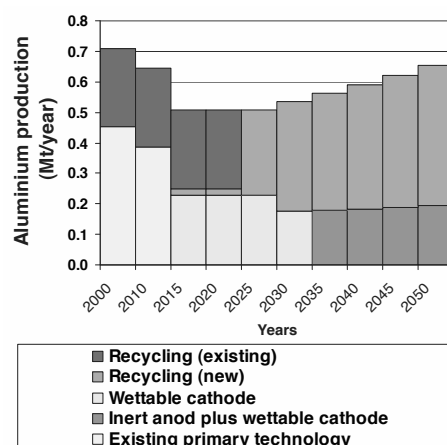 0.8
0.7
0.6
0.5
0.4
0.3
0.2
0.1
0.0
Aluminium production
(Mt/year)
2000
2010
2015
2020
2025
2030
2035
2040
2045
2050
Years
Recycling (existing)
Recycling (new)
Wettable cathode
Inert anod plus wettable cathode
Existing primary technology